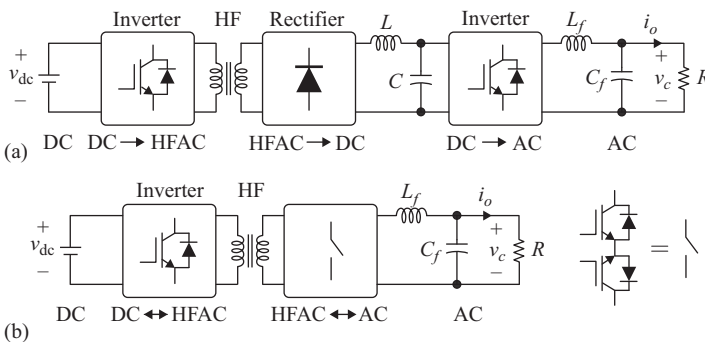 Inverter HF Rectifier L Inverter L_f i_o
+ v_dc − C C_f + v_c − R
DC DC → HFAC HFAC → DC DC → AC AC
(a)
Inverter HF L_f i_o
+ v_dc − C_f + v_c − R =
DC DC ↔ HFAC HFAC ↔ AC AC
(b)